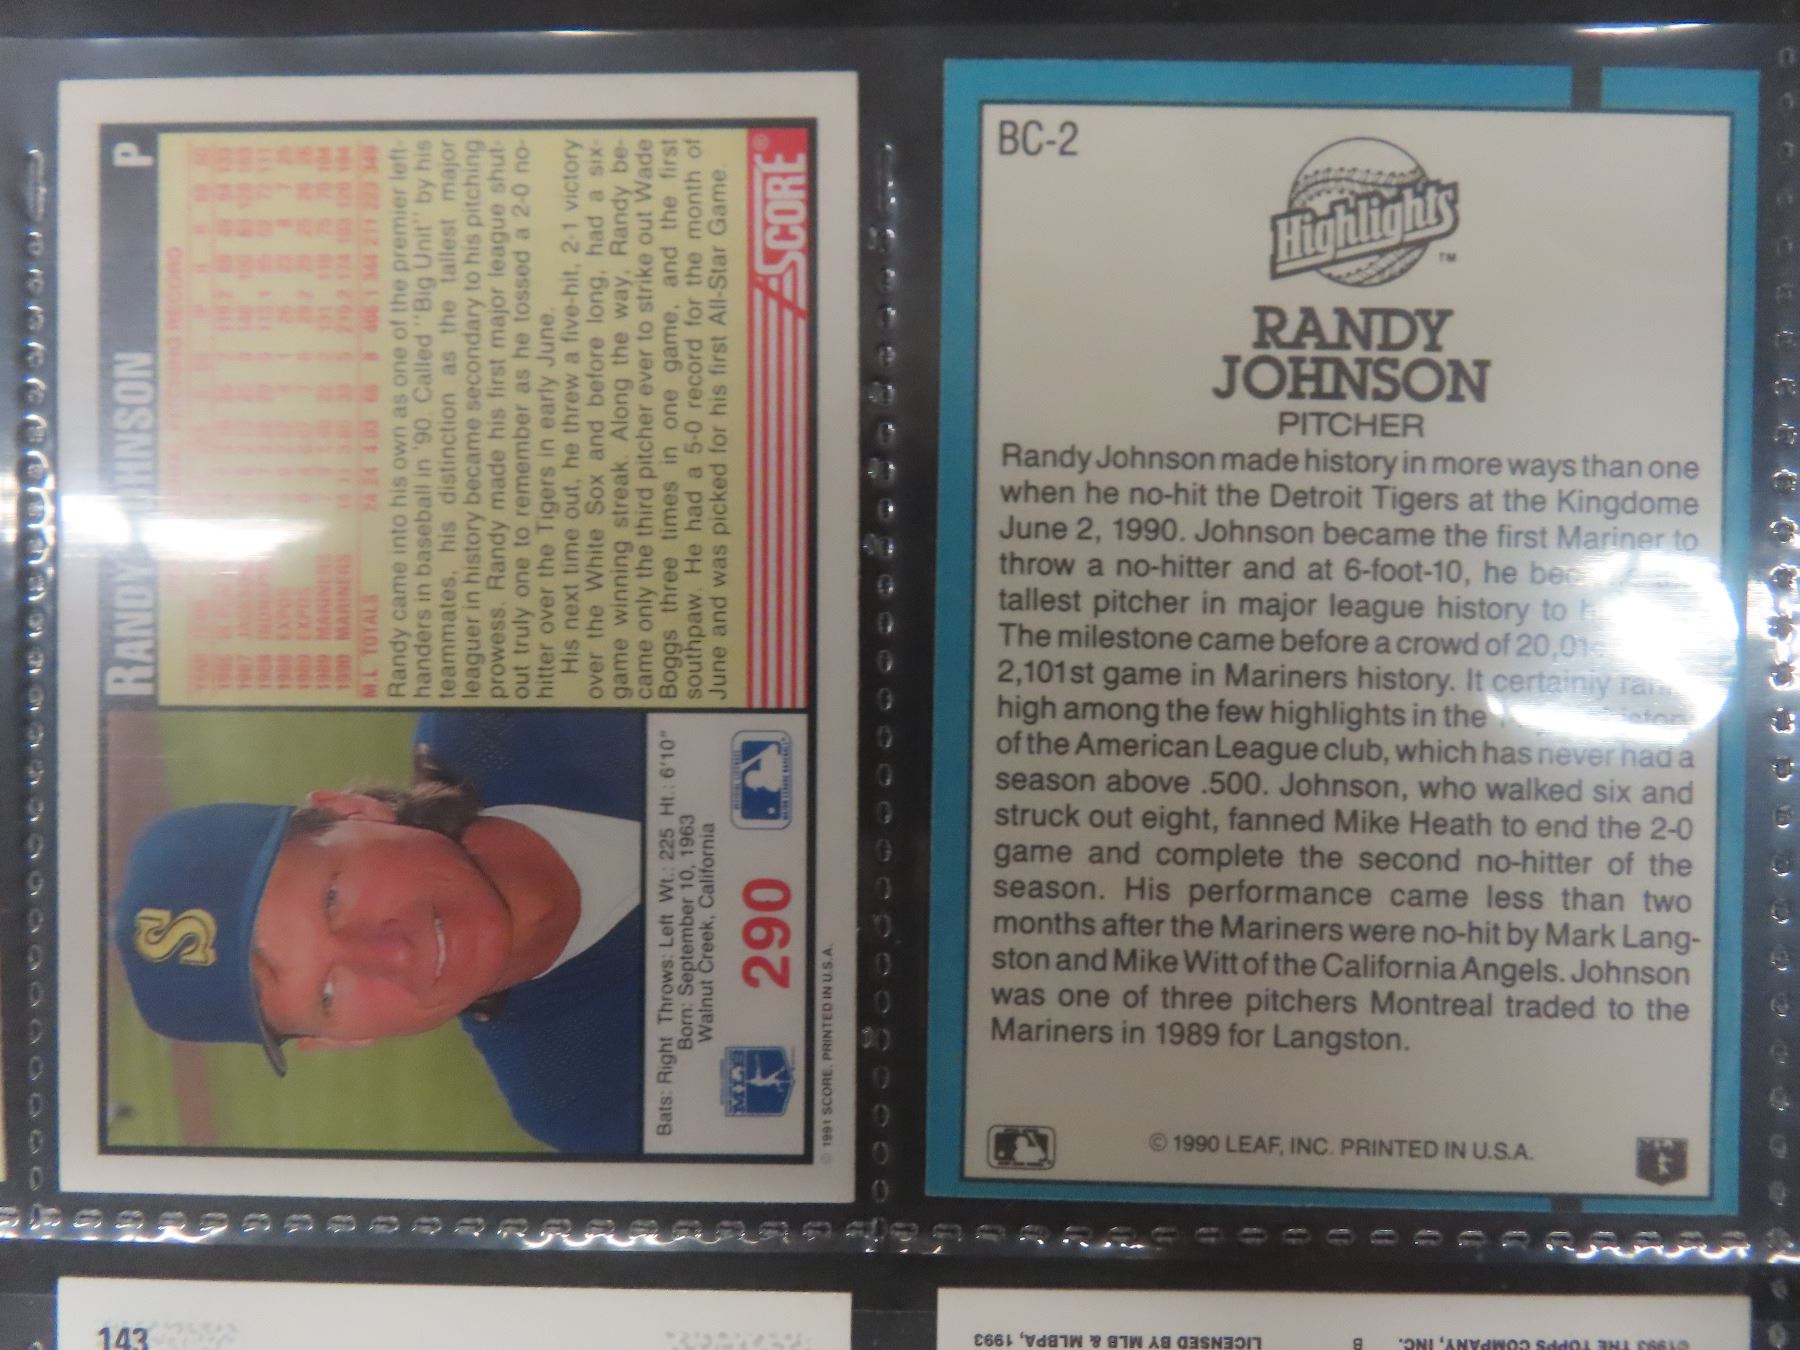 RANDY JOHNSON P
M.L. TOTALS
Randy came into his own as one of the premier left-
handers in baseball in '90. Called "Big Unit" by his
teammates, his distinction as the tallest major
leaguer in history became secondary to his pitching
prowess. Randy made his first major league shut-
out truly one to remember as he tossed a 2-0 no-
hitter over the Tigers in early June.
His next time out, he threw a five-hit, 2-1 victory
over the White Sox and before long, had a six-
game winning streak. Along the way, Randy be-
came only the third pitcher ever to strike out Wade
Boggs three times in one game, and the first
southpaw. He had a 5-0 record for the month of
June and was picked for his first All-Star Game.
SCORE®
S
Bats: Right Throws: Left Wt.: 225 Ht.: 6'10"
Born: September 10, 1963
Walnut Creek, California
290
© 1991 SCORE, PRINTED IN U.S.A.
BC-2
Highlights™
RANDY
JOHNSON
PITCHER
Randy Johnson made history in more ways than one
when he no-hit the Detroit Tigers at the Kingdome
June 2, 1990. Johnson became the first Mariner to
throw a no-hitter and at 6-foot-10, he
tallest pitcher in major league history to
The milestone came before a crowd of
2,101st game in Mariners history. It certainly
high among the few highlights in the
of the American League club, which has never had a
season above .500. Johnson, who walked six and
struck out eight, fanned Mike Heath to end the 2-0
game and complete the second no-hitter of the
season. His performance came less than two
months after the Mariners were no-hit by Mark Lang-
ston and Mike Witt of the California Angels. Johnson
was one of three pitchers Montreal traded to the
Mariners in 1989 for Langston.
© 1990 LEAF, INC. PRINTED IN U.S.A.
143
©1993 THE TOPPS COMPANY, INC. B LICENSED BY MLB & MLBPA, 1993